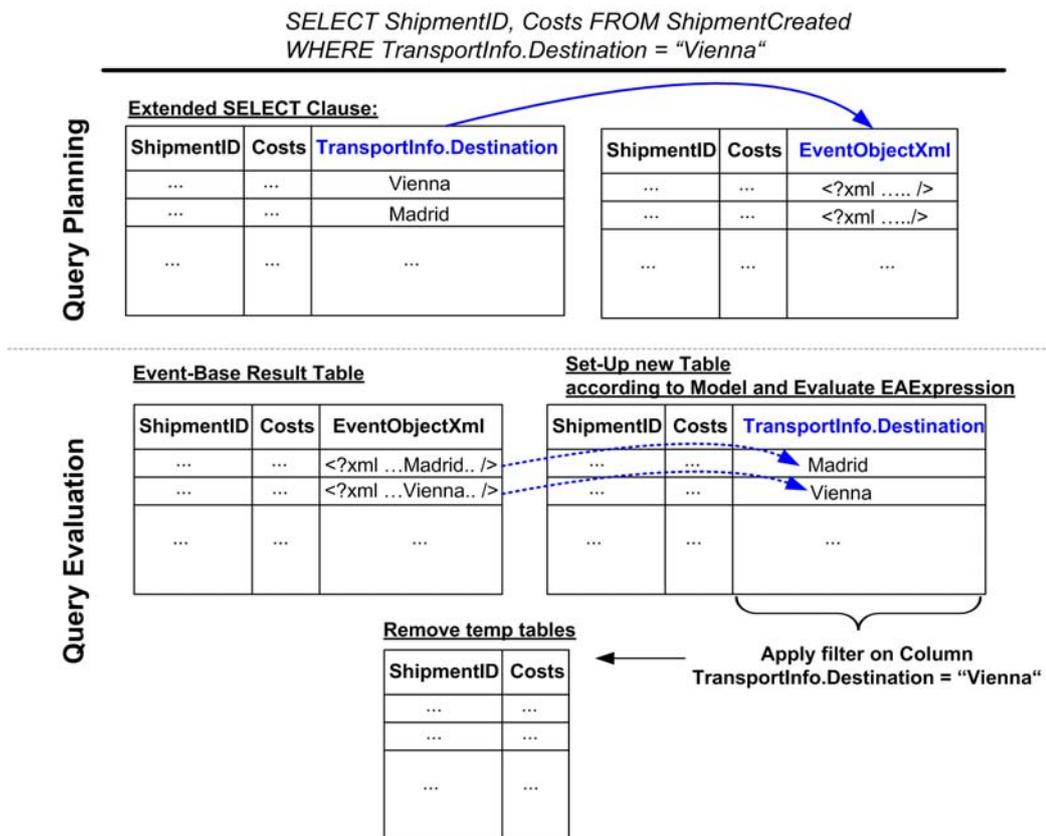 SELECT ShipmentID, Costs FROM ShipmentCreated
WHERE TransportInfo.Destination = “Vienna“
Query Planning
Extended SELECT Clause:
ShipmentID Costs TransportInfo.Destination
... ... Vienna
... ... Madrid
... ... ...
ShipmentID Costs EventObjectXml
... ... <?xml ..... />
... ... <?xml ...../>
... ... ...
Query Evaluation
Event-Base Result Table
ShipmentID Costs EventObjectXml
... ... <?xml ...Madrid.. />
... ... <?xml ...Vienna.. />
... ... ...
Set-Up new Table
according to Model and Evaluate EAExpression
ShipmentID Costs TransportInfo.Destination
... ... Madrid
... ... Vienna
... ... ...
Apply filter on Column
TransportInfo.Destination = “Vienna“
Remove temp tables
ShipmentID Costs
... ...
... ...
... ...